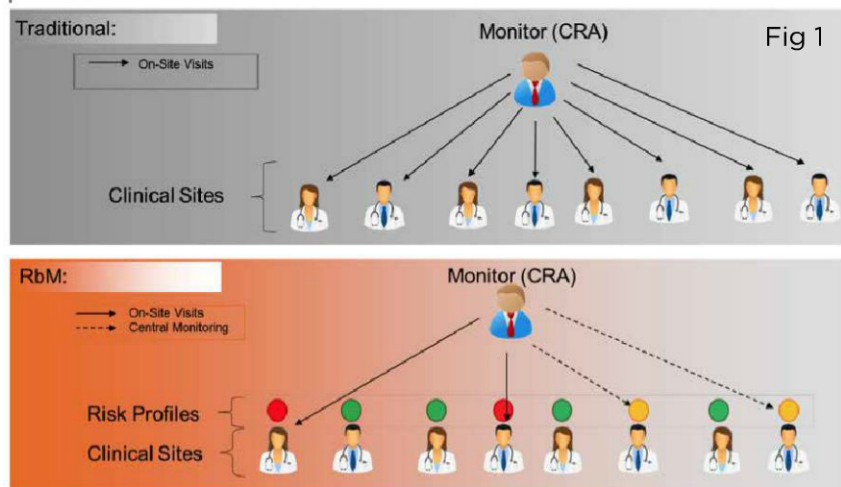 Traditional:
Monitor (CRA)
Fig 1
On-Site Visits
Clinical Sites
RbM:
Monitor (CRA)
On-Site Visits
Central Monitoring
Risk Profiles
Clinical Sites